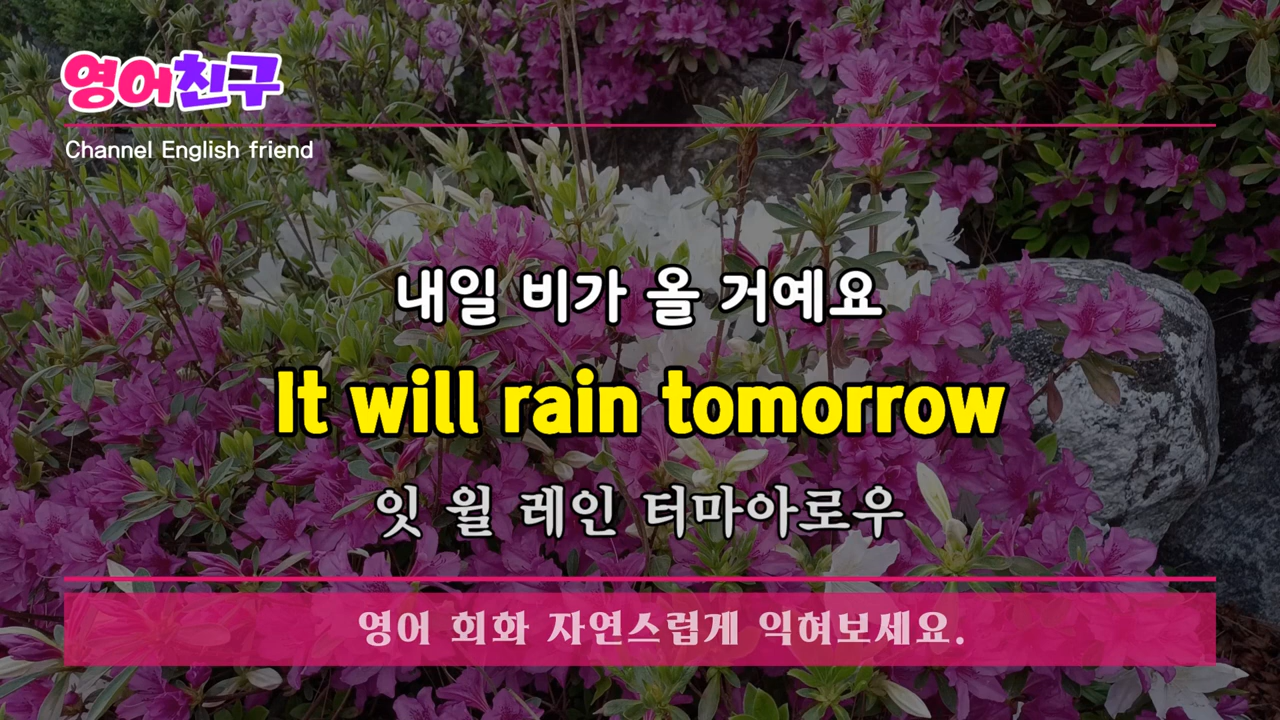 영어친구
Channel English friend
내일 비가 올 거예요
It will rain tomorrow
잇 윌 레인 터마아로우
영어 회화 자연스럽게 익혀보세요.